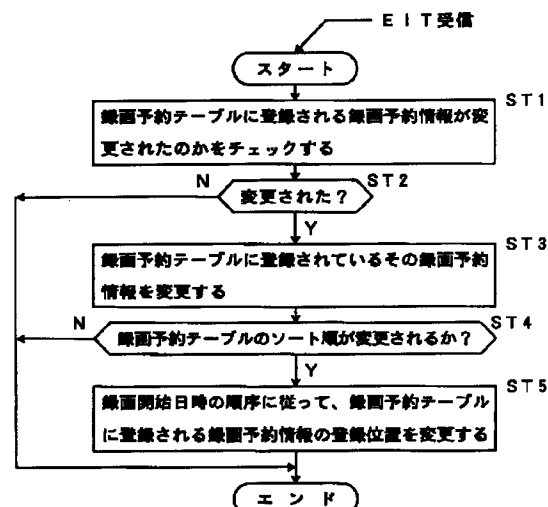 EIT受信
スタート
ST1
録画予約テーブルに登録される録画予約情報が変
更されたのかをチェックする
N
ST2
変更された?
Y
ST3
録画予約テーブルに登録されているその録画予約
情報を変更する
N
ST4
録画予約テーブルのソート順が変更されるか?
Y
ST5
録画開始日時の順序に従って、録画予約テーブル
に登録される録画予約情報の登録位置を変更する
エンド